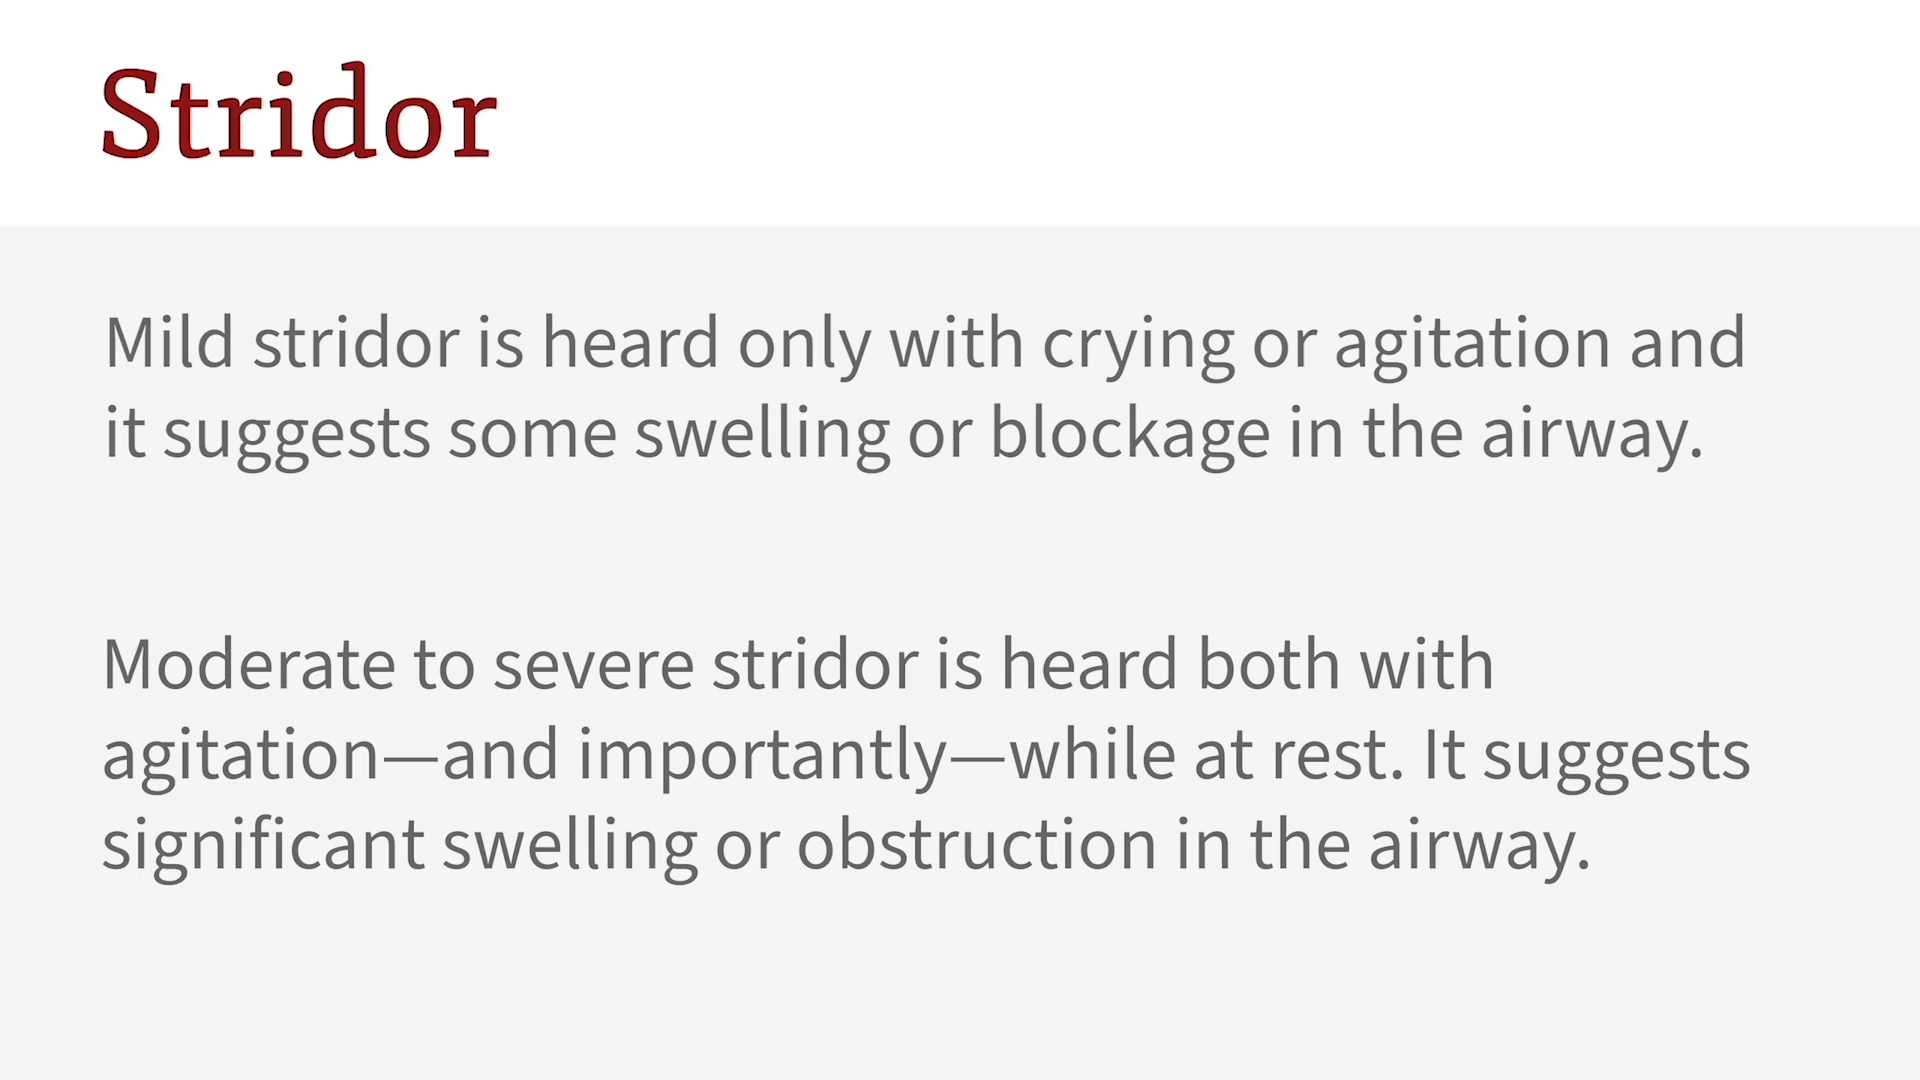 Stridor
Mild stridor is heard only with crying or agitation and
it suggests some swelling or blockage in the airway.
Moderate to severe stridor is heard both with
agitation—and importantly—while at rest. It suggests
significant swelling or obstruction in the airway.